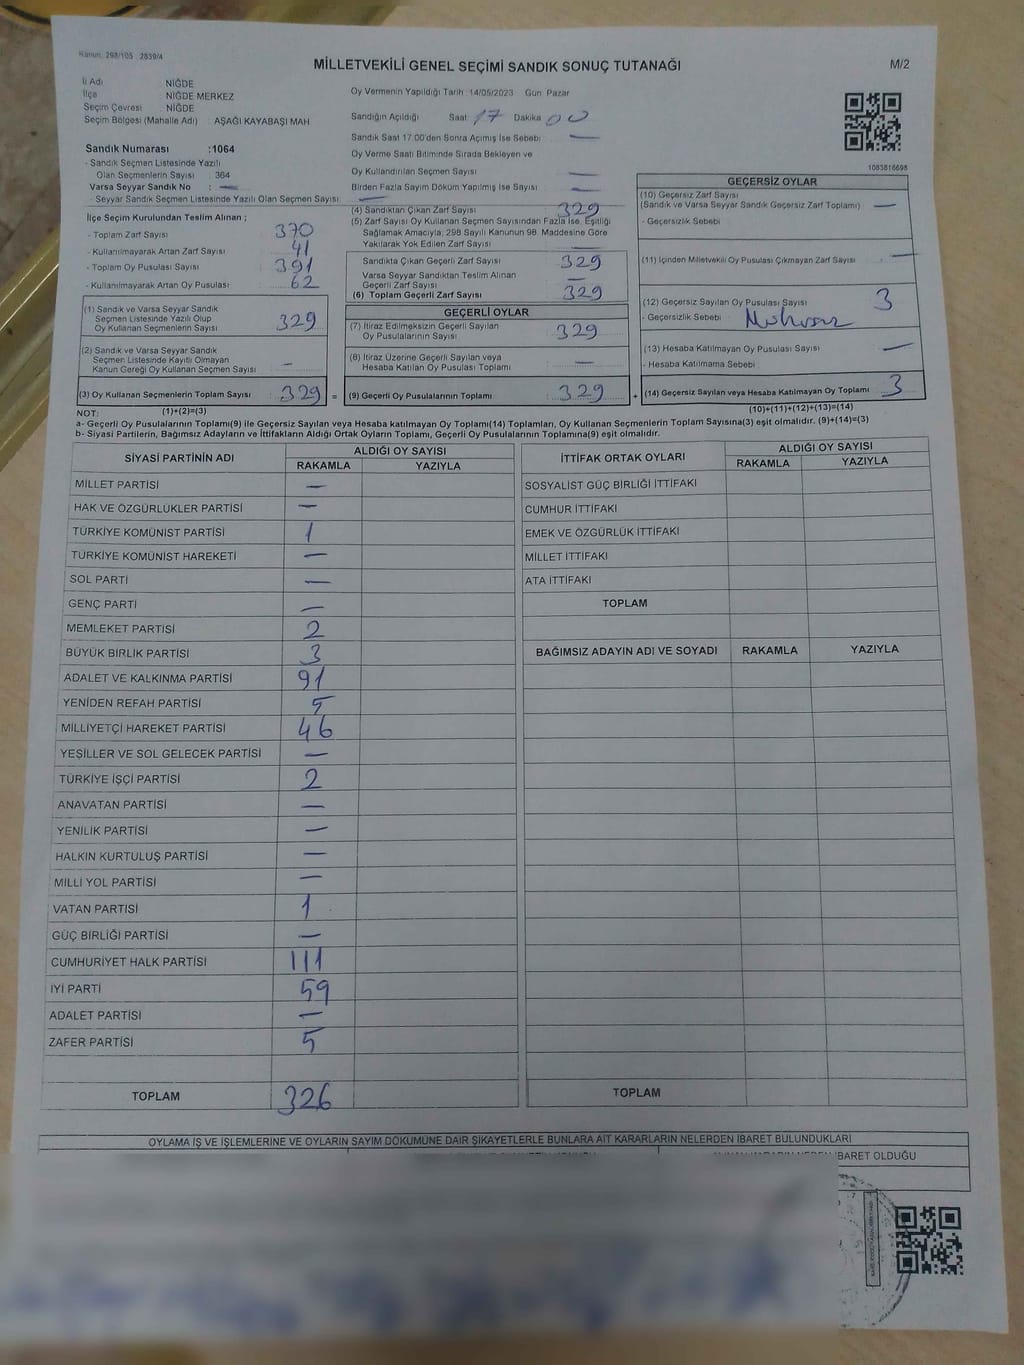 Kanun: 298/105 2839/4
MİLLETVEKİLİ GENEL SEÇİMİ SANDIK SONUÇ TUTANAĞI
M/2
İl Adı NİĞDE
İlçe NİĞDE MERKEZ
Seçim Çevresi : NİĞDE
Seçim Bölgesi (Mahalle Adı) : AŞAĞI KAYABAŞI MAH
Sandık Numarası :1064
- Sandık Seçmen Listesinde Yazılı
Olan Seçmenlerin Sayısı : 364
Varsa Seyyar Sandık No : —
- Seyyar Sandık Seçmen Listesinde Yazılı Olan Seçmen Sayısı: —
İlçe Seçim Kurulundan Teslim Alınan ;
- Toplam Zarf Sayısı 370
- Kullanılmayarak Artan Zarf Sayısı : 41
- Toplam Oy Pusulası Sayısı : 391
- Kullanılmayarak Artan Oy Pusulası : 62
(1) Sandık ve Varsa Seyyar Sandık
Seçmen Listesinde Yazılı Olup
Oy Kullanan Seçmenlerin Sayısı : 329
(2) Sandık ve Varsa Seyyar Sandık
Seçmen Listesinde Kayıtlı Olmayan
Kanun Gereği Oy Kullanan Seçmen Sayısı : —
(3) Oy Kullanan Seçmenlerin Toplam Sayısı : 329 =
Oy Vermenin Yapıldığı Tarih :14/05/2023 Gün: Pazar
Sandığın Açıldığı Saat 17 Dakika 00
Sandık Saat 17:00'den Sonra Açımış İse Sebebi: —
Oy Verme Saati Bitiminde Sırada Bekleyen ve
Oy Kullandırılan Seçmen Sayısı : —
Birden Fazla Sayım Döküm Yapılmış İse Sayısı : —
(4) Sandıktan Çıkan Zarf Sayısı : 329
(5) Zarf Sayısı Oy Kullanan Seçmen Sayısından Fazla İse, Eşitliği
Sağlamak Amacıyla; 298 Sayılı Kanunun 98. Maddesine Göre
Yakılarak Yok Edilen Zarf Sayısı : —
Sandıkta Çıkan Geçerli Zarf Sayısı : 329
Varsa Seyyar Sandıktan Teslim Alınan
Geçerli Zarf Sayısı : —
(6) Toplam Geçerli Zarf Sayısı : 329
GEÇERLİ OYLAR
(7) İtiraz Edilmeksizin Geçerli Sayılan
Oy Pusulalarının Sayısı : 329
(8) İtiraz Üzerine Geçerli Sayılan veya
Hesaba Katılan Oy Pusulası Toplamı : —
(9) Geçerli Oy Pusulalarının Toplamı : 329 +
1083816698
GEÇERSİZ OYLAR
(10) Geçersiz Zarf Sayısı
(Sandık ve Varsa Seyyar Sandık Geçersiz Zarf Toplamı) : —
- Geçersizlik Sebebi :
(11) İçinden Milletvekili Oy Pusulası Çıkmayan Zarf Sayısı : —
(12) Geçersiz Sayılan Oy Pusulası Sayısı : 3
- Geçersizlik Sebebi :
(13) Hesaba Katılmayan Oy Pusulası Sayısı : —
- Hesaba Katılmama Sebebi :
(14) Geçersiz Sayılan veya Hesaba Katılmayan Oy Toplamı : 3
NOT: (1)+(2)=(3) (10)+(11)+(12)+(13)=(14)
a- Geçerli Oy Pusulalarının Toplamı(9) ile Geçersiz Sayılan veya Hesaba katılmayan Oy Toplamı(14) Toplamları, Oy Kullanan Seçmenlerin Toplam Sayısına(3) eşit olmalıdır. (9)+(14)=(3)
b- Siyasi Partilerin, Bağımsız Adayların ve İttifakların Aldığı Ortak Oyların Toplamı, Geçerli Oy Pusulalarının Toplamına(9) eşit olmalıdır.
SİYASİ PARTİNİN ADI ALDIĞI OY SAYISI
RAKAMLA YAZIYLA
MİLLET PARTİSİ —
HAK VE ÖZGÜRLÜKLER PARTİSİ —
TÜRKİYE KOMÜNİST PARTİSİ 1
TÜRKİYE KOMÜNİST HAREKETİ —
SOL PARTİ —
GENÇ PARTİ —
MEMLEKET PARTİSİ 2
BÜYÜK BİRLİK PARTİSİ 3
ADALET VE KALKINMA PARTİSİ 91
YENİDEN REFAH PARTİSİ 5
MİLLİYETÇİ HAREKET PARTİSİ 46
YEŞİLLER VE SOL GELECEK PARTİSİ —
TÜRKİYE İŞÇİ PARTİSİ 2
ANAVATAN PARTİSİ —
YENİLİK PARTİSİ —
HALKIN KURTULUŞ PARTİSİ —
MİLLİ YOL PARTİSİ —
VATAN PARTİSİ 1
GÜÇ BİRLİĞİ PARTİSİ —
CUMHURİYET HALK PARTİSİ 111
İYİ PARTİ 59
ADALET PARTİSİ —
ZAFER PARTİSİ 5
TOPLAM 326
İTTİFAK ORTAK OYLARI ALDIĞI OY SAYISI
RAKAMLA YAZIYLA
SOSYALİST GÜÇ BİRLİĞİ İTTİFAKI
CUMHUR İTTİFAKI
EMEK VE ÖZGÜRLÜK İTTİFAKI
MİLLET İTTİFAKI
ATA İTTİFAKI
TOPLAM
BAĞIMSIZ ADAYIN ADI VE SOYADI RAKAMLA YAZIYLA
TOPLAM
OYLAMA İŞ VE İŞLEMLERİNE VE OYLARIN SAYIM DÖKÜMÜNE DAİR ŞİKAYETLERLE BUNLARA AİT KARARLARIN NELERDEN İBARET BULUNDUKLARI
İBARET OLDUĞU